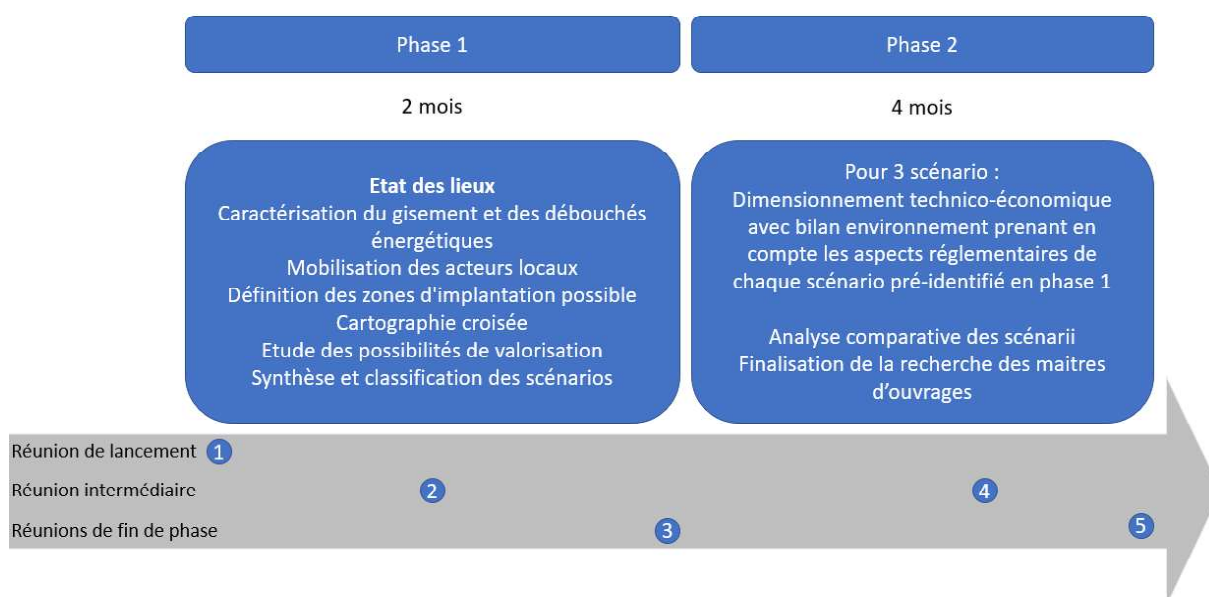 Phase 1
Phase 2
2 mois
4 mois
Etat des lieux
Caractérisation du gisement et des débouchés
énergétiques
Mobilisation des acteurs locaux
Définition des zones d'implantation possible
Cartographie croisée
Etude des possibilités de valorisation
Synthèse et classification des scénarios
Pour 3 scénario :
Dimensionnement technico-économique
avec bilan environnement prenant en
compte les aspects réglementaires de
chaque scénario pré-identifié en phase 1
Analyse comparative des scénarii
Finalisation de la recherche des maitres
d’ouvrages
Réunion de lancement 1
Réunion intermédiaire 2 4
Réunions de fin de phase 3 5